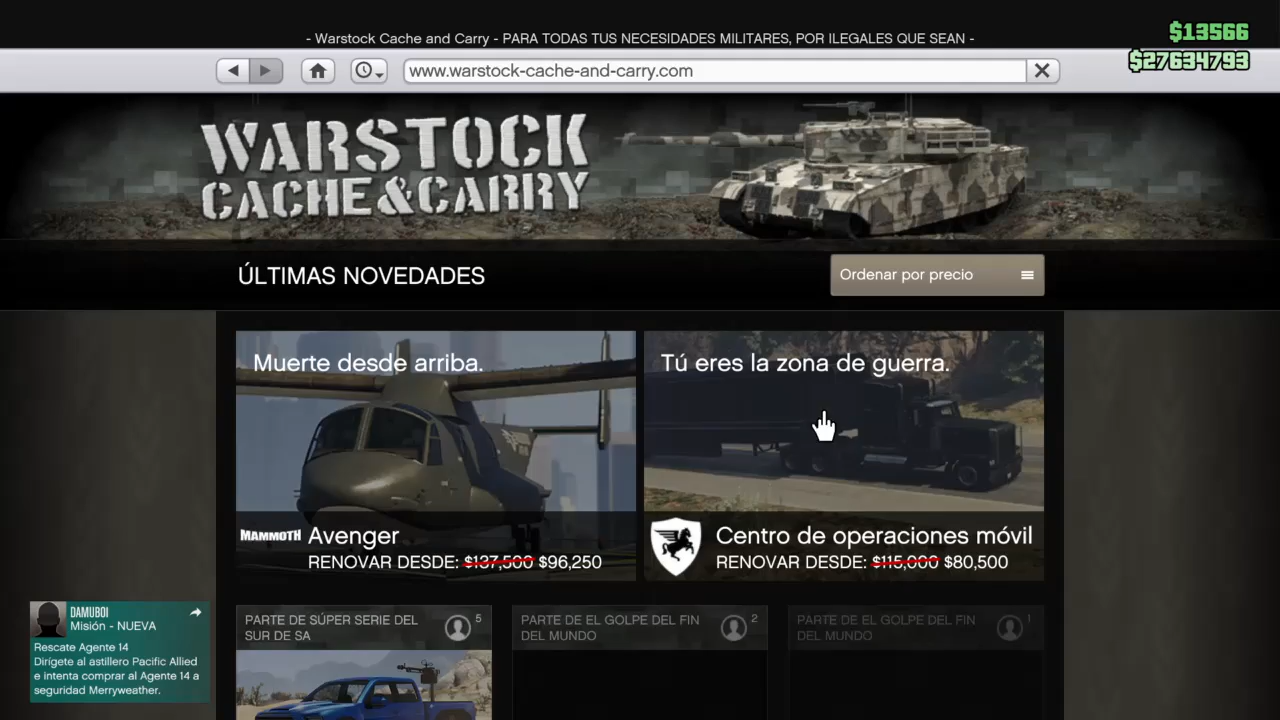 - Warstock Cache and Carry - PARA TODAS TUS NECESIDADES MILITARES, POR ILEGALES QUE SEAN -
$13566
$27634793
www.warstock-cache-and-carry.com
WARSTOCK
CACHE&CARRY
ÚLTIMAS NOVEDADES
Ordenar por precio
Muerte desde arriba.
Tú eres la zona de guerra.
MAMMOTH
Avenger
RENOVAR DESDE: $137,500 $96,250
Centro de operaciones móvil
RENOVAR DESDE: $115,000 $80,500
PARTE DE SÚPER SERIE DEL
SUR DE SA
5
PARTE DE EL GOLPE DEL FIN
DEL MUNDO
2
PARTE DE EL GOLPE DEL FIN
DEL MUNDO
1
DAMUBOI
Misión - NUEVA
Rescate Agente 14
Dirígete al astillero Pacific Allied
e intenta comprar al Agente 14 a
seguridad Merryweather.